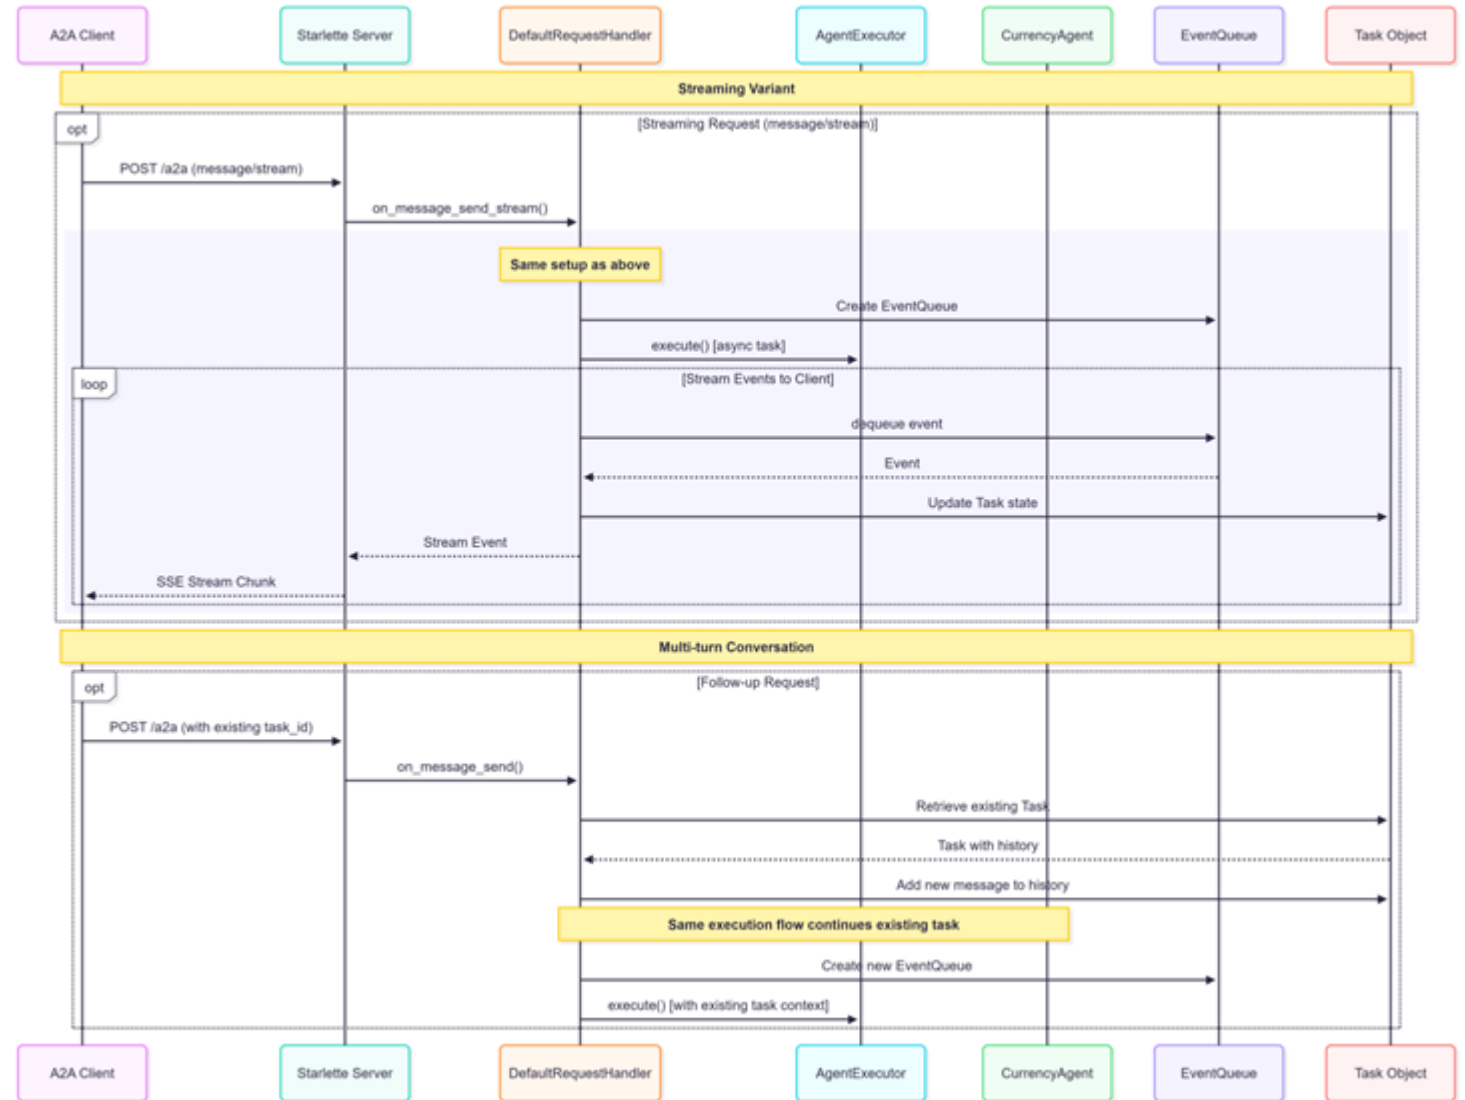 A2A Client
Starlette Server
DefaultRequestHandler
AgentExecutor
CurrencyAgent
EventQueue
Task Object
Streaming Variant
opt
[Streaming Request (message/stream)]
POST /a2a (message/stream)
on_message_send_stream()
Same setup as above
Create EventQueue
execute() [async task]
loop
[Stream Events to Client]
dequeue event
Event
Update Task state
Stream Event
SSE Stream Chunk
Multi-turn Conversation
opt
[Follow-up Request]
POST /a2a (with existing task_id)
on_message_send()
Retrieve existing Task
Task with history
Add new message to history
Same execution flow continues existing task
Create new EventQueue
execute() [with existing task context]
A2A Client
Starlette Server
DefaultRequestHandler
AgentExecutor
CurrencyAgent
EventQueue
Task Object